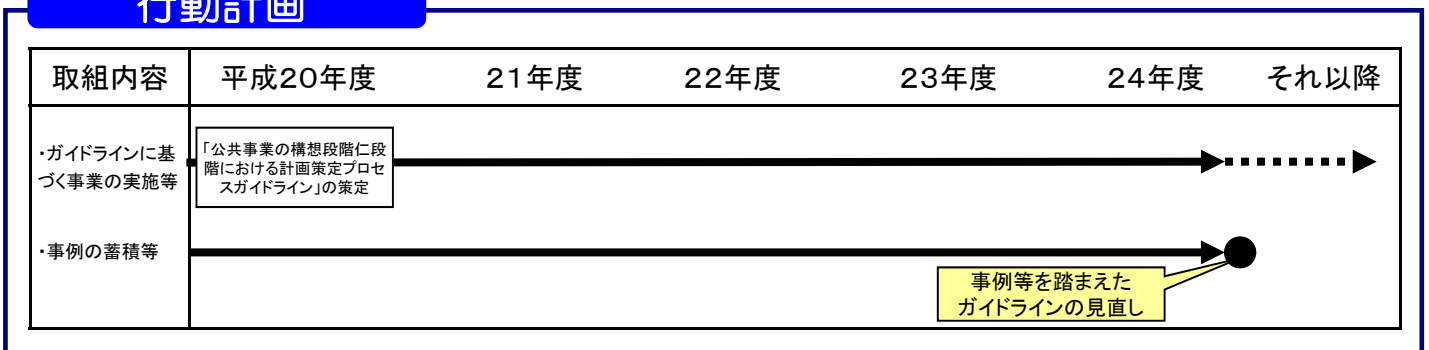 行動計画
取組内容 平成20年度 21年度 22年度 23年度 24年度 それ以降
・ガイドラインに基
づく事業の実施等
「公共事業の構想段階仁段
階における計画策定プロセ
スガイドライン」の策定
・事例の蓄積等
事例等を踏まえた
ガイドラインの見直し